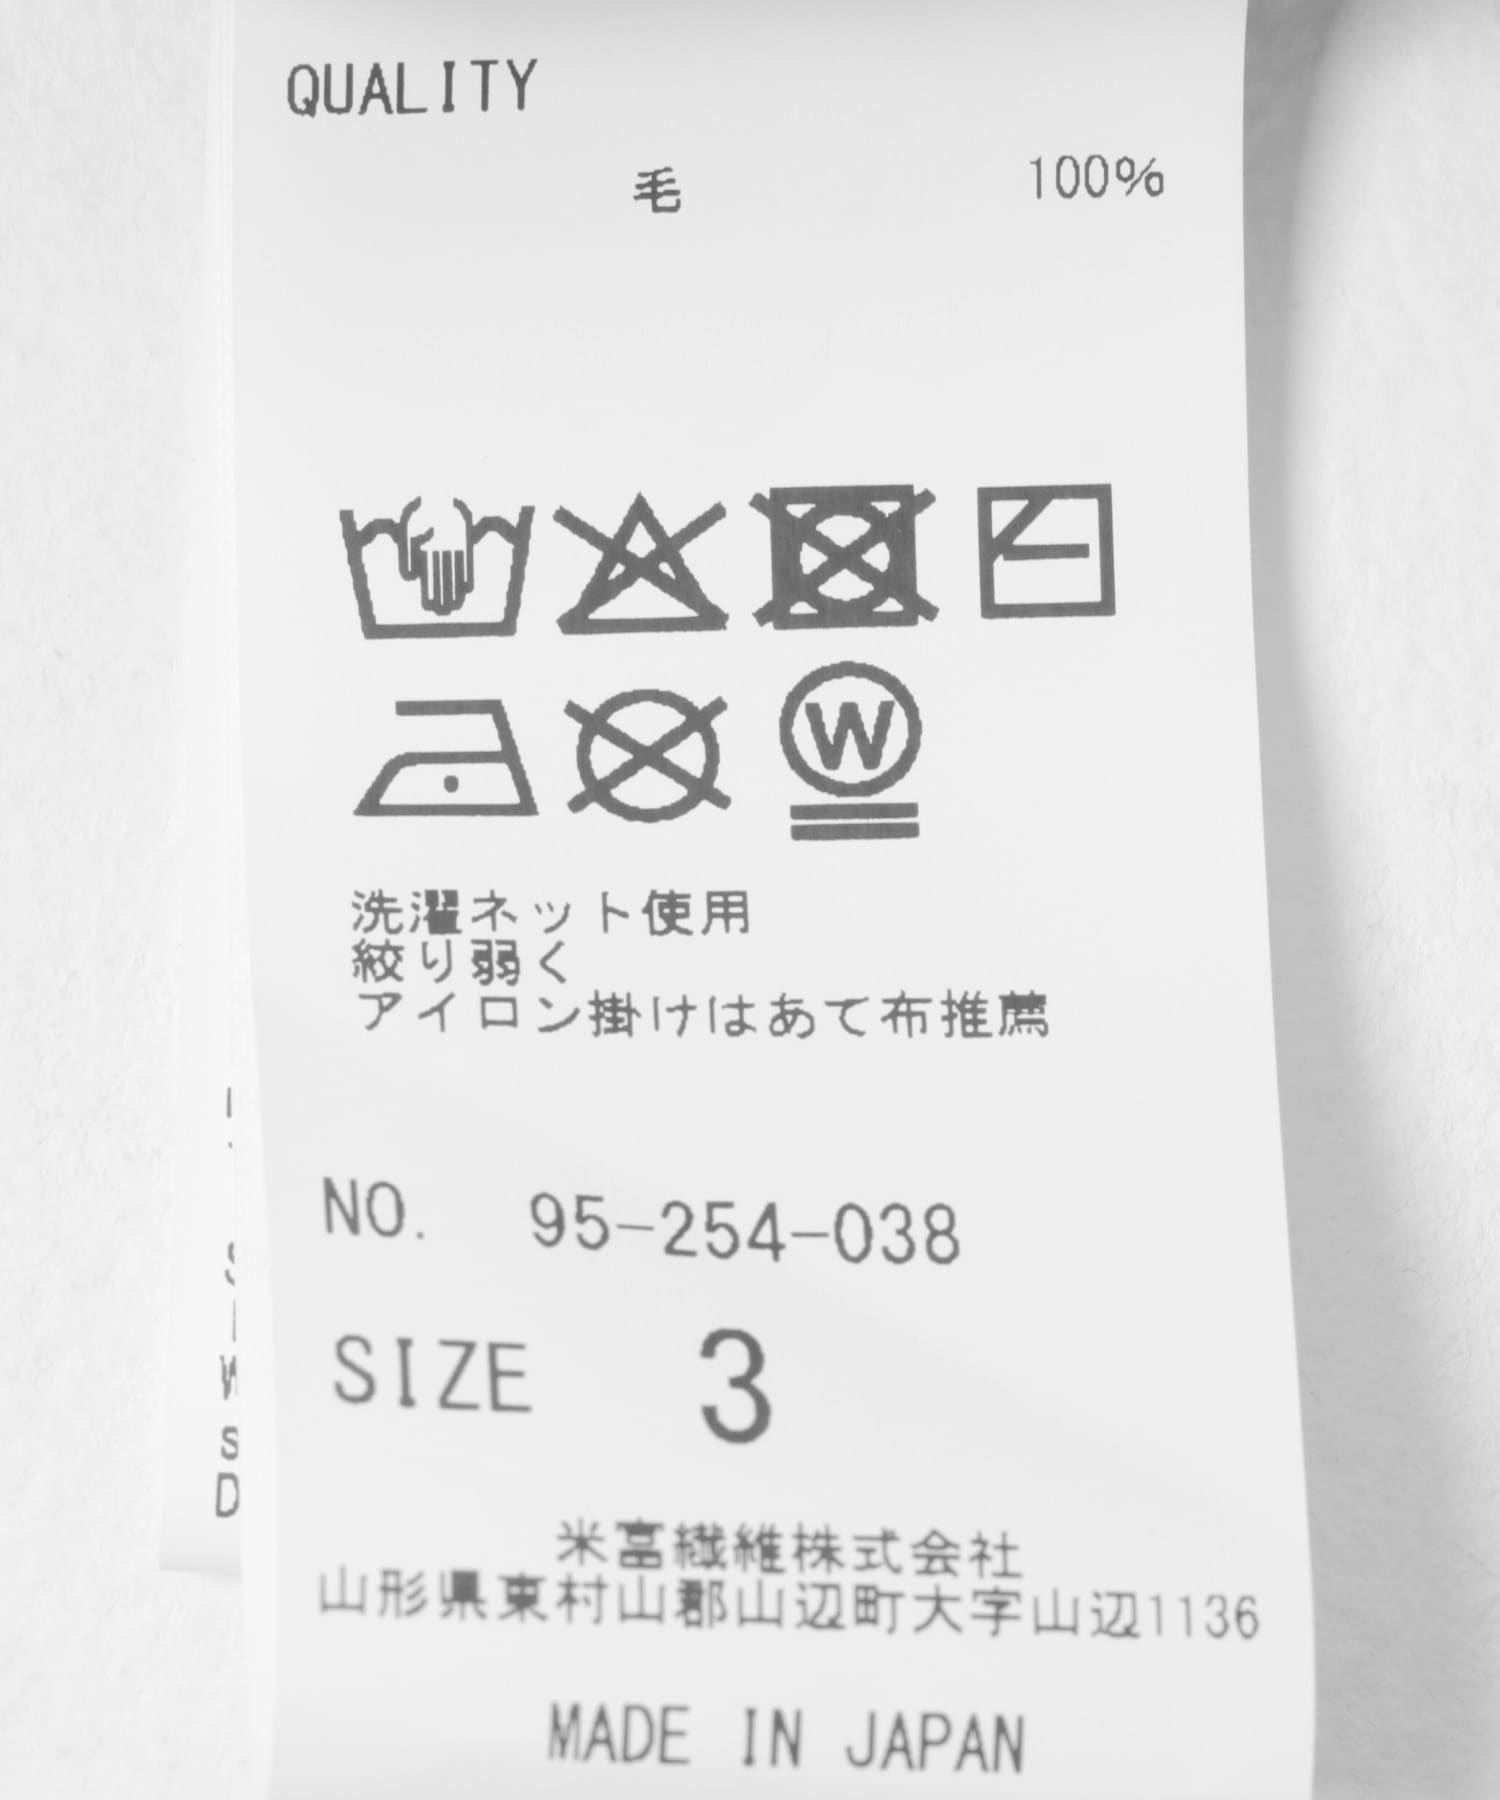 QUALITY
毛 100%
W
洗濯ネット使用
絞り弱く
アイロン掛けはあて布推薦
NO. 95-254-038
SIZE 3
米富繊維株式会社
山形県東村山郡山辺町大字山辺1136
MADE IN JAPAN